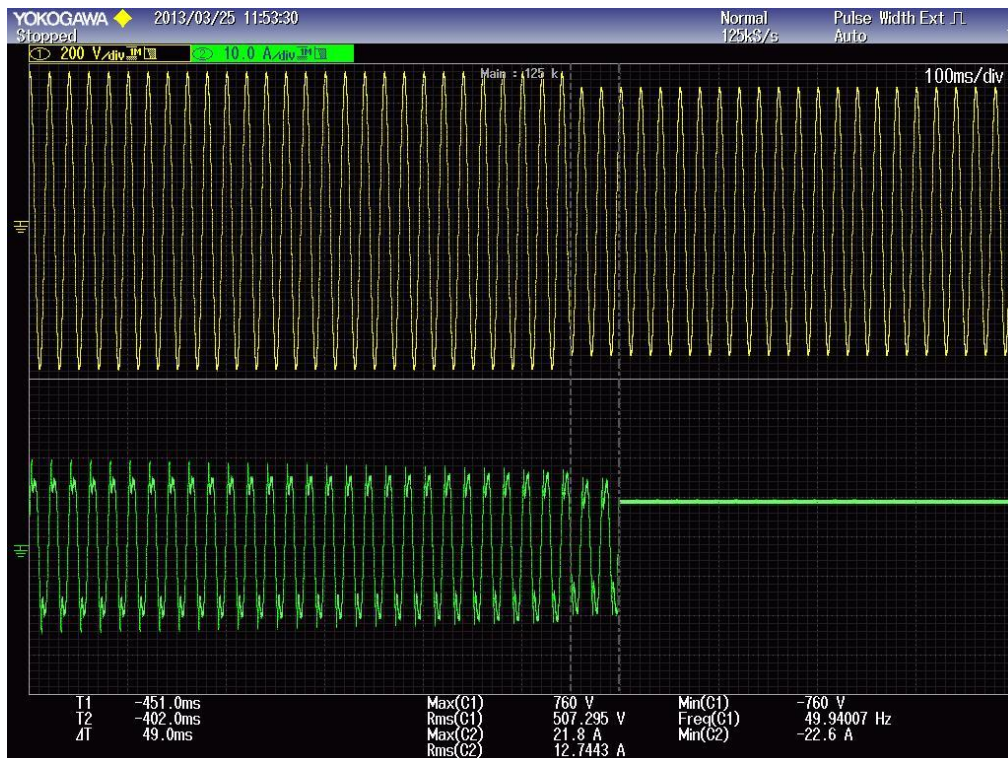 YOKOGAWA 2013/03/25 11:53:30 Normal Pulse Width Ext
Stopped 125kS/s Auto
1 200 V/div 1M 2 10.0 A/div 1M
Main : 125 k 100ms/div
T1 -451.0ms Max(C1) 760 V Min(C1) -760 V
T2 -402.0ms Rms(C1) 507.295 V Freq(C1) 49.94007 Hz
ΔT 49.0ms Max(C2) 21.8 A Min(C2) -22.6 A
Rms(C2) 12.7443 A